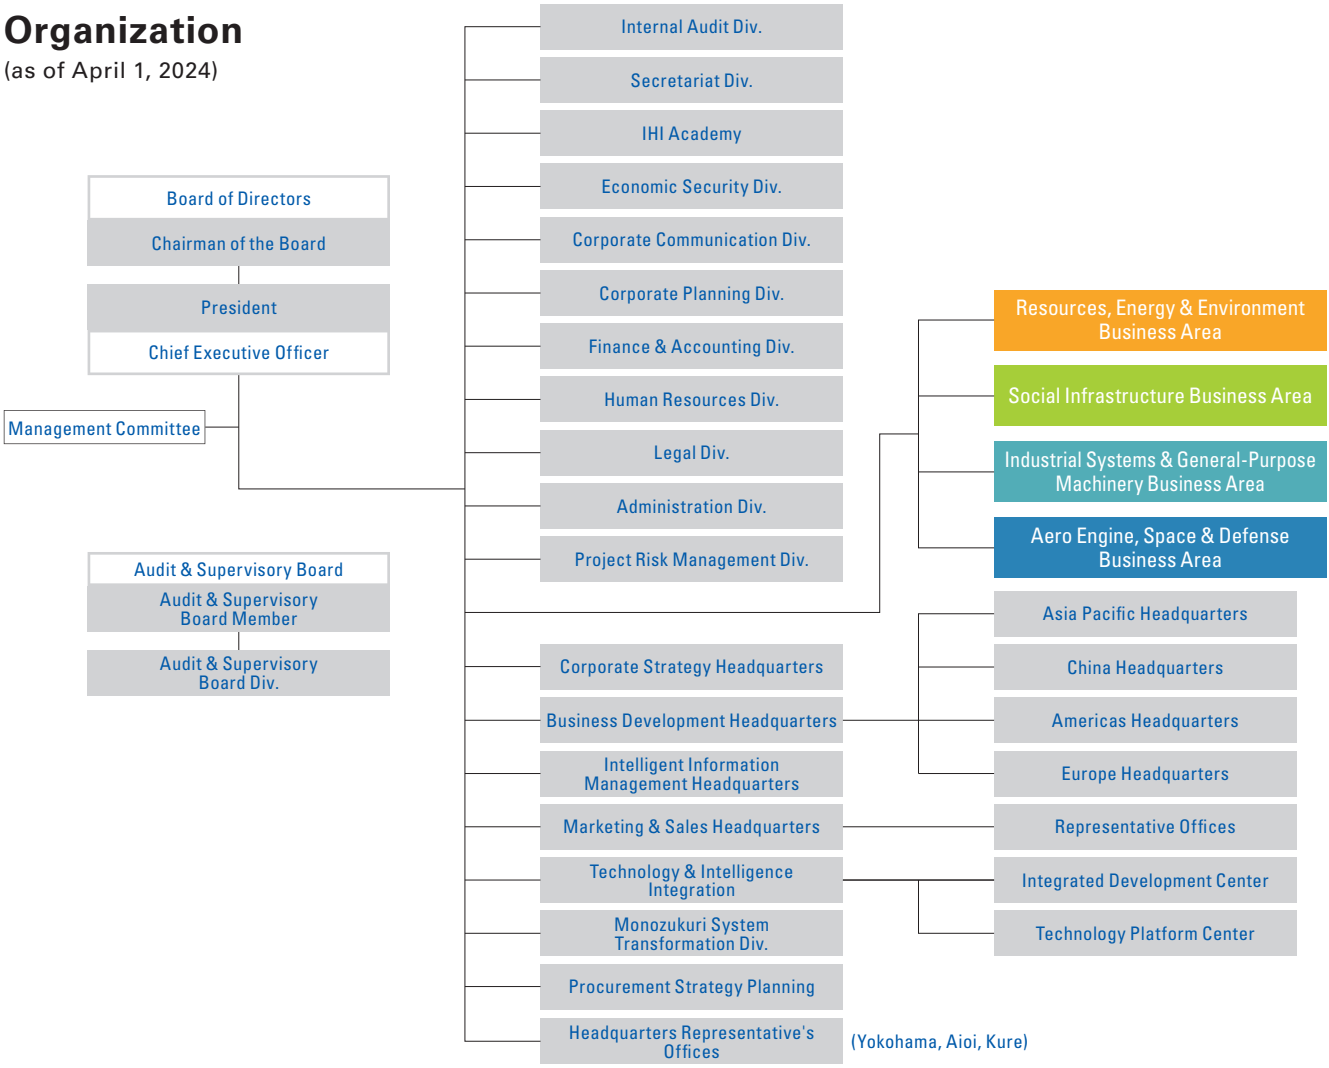 Organization
(as of April 1, 2024)
Board of Directors
Chairman of the Board
President
Chief Executive Officer
Management Committee
Audit & Supervisory Board
Audit & Supervisory
Board Member
Audit & Supervisory
Board Div.
Internal Audit Div.
Secretariat Div.
IHI Academy
Economic Security Div.
Corporate Communication Div.
Corporate Planning Div.
Finance & Accounting Div.
Human Resources Div.
Legal Div.
Administration Div.
Project Risk Management Div.
Resources, Energy & Environment
Business Area
Social Infrastructure Business Area
Industrial Systems & General-Purpose
Machinery Business Area
Aero Engine, Space & Defense
Business Area
Corporate Strategy Headquarters
Business Development Headquarters
Asia Pacific Headquarters
China Headquarters
Americas Headquarters
Europe Headquarters
Intelligent Information
Management Headquarters
Marketing & Sales Headquarters
Representative Offices
Technology & Intelligence
Integration
Integrated Development Center
Technology Platform Center
Monozukuri System
Transformation Div.
Procurement Strategy Planning
Headquarters Representative's
Offices
(Yokohama, Aioi, Kure)